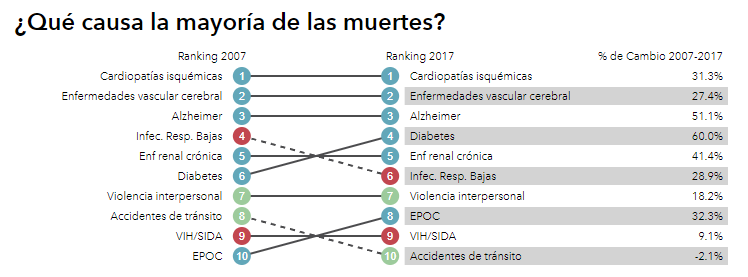 ¿Qué causa la mayoría de las muertes?
Ranking 2007 Ranking 2017 % de Cambio 2007-2017
Cardiopatías isquémicas 1 1 Cardiopatías isquémicas 31.3%
Enfermedades vascular cerebral 2 2 Enfermedades vascular cerebral 27.4%
Alzheimer 3 3 Alzheimer 51.1%
Infec. Resp. Bajas 4 4 Diabetes 60.0%
Enf renal crónica 5 5 Enf renal crónica 41.4%
Diabetes 6 6 Infec. Resp. Bajas 28.9%
Violencia interpersonal 7 7 Violencia interpersonal 18.2%
Accidentes de tránsito 8 8 EPOC 32.3%
VIH/SIDA 9 9 VIH/SIDA 9.1%
EPOC 10 10 Accidentes de tránsito -2.1%